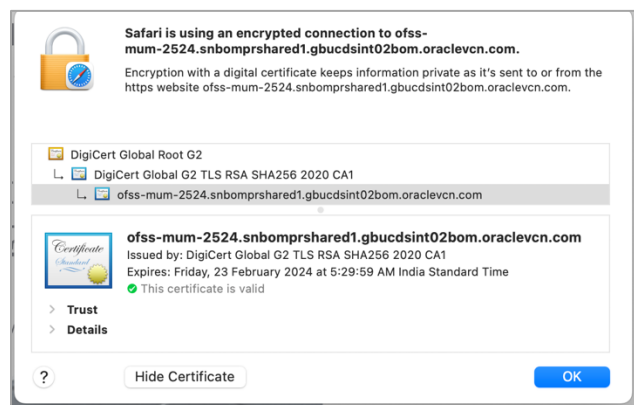 Safari is using an encrypted connection to ofss-
mum-2524.snbomprshared1.gbucdsint02bom.oraclevcn.com.
Encryption with a digital certificate keeps information private as it's sent to or from the
https website ofss-mum-2524.snbomprshared1.gbucdsint02bom.oraclevcn.com.
DigiCert Global Root G2
DigiCert Global G2 TLS RSA SHA256 2020 CA1
ofss-mum-2524.snbomprshared1.gbucdsint02bom.oraclevcn.com
Certificate
Standard
ofss-mum-2524.snbomprshared1.gbucdsint02bom.oraclevcn.com
Issued by: DigiCert Global G2 TLS RSA SHA256 2020 CA1
Expires: Friday, 23 February 2024 at 5:29:59 AM India Standard Time
This certificate is valid
Trust
Details
? Hide Certificate OK